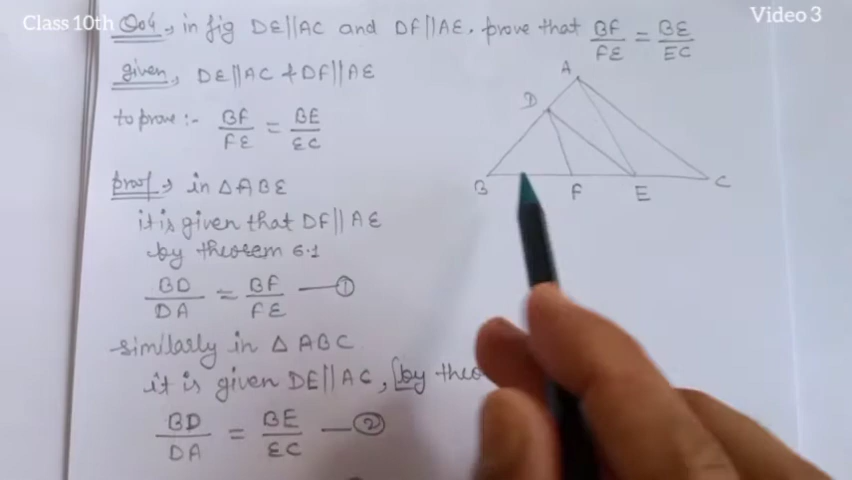 Class 10th
Video 3
Q04, in fig DE||AC and DF||AE. prove that BF/FE = BE/EC
given, DE||AC & DF||AE
to prove :- BF/FE = BE/EC
proof → in △ABE
it is given that DF||AE
by theorem 6.1
BD/DA = BF/FE —①
similarly in △ABC
it is given DE||AC, [by
BD/DA = BE/EC —②
A
D
B F E C